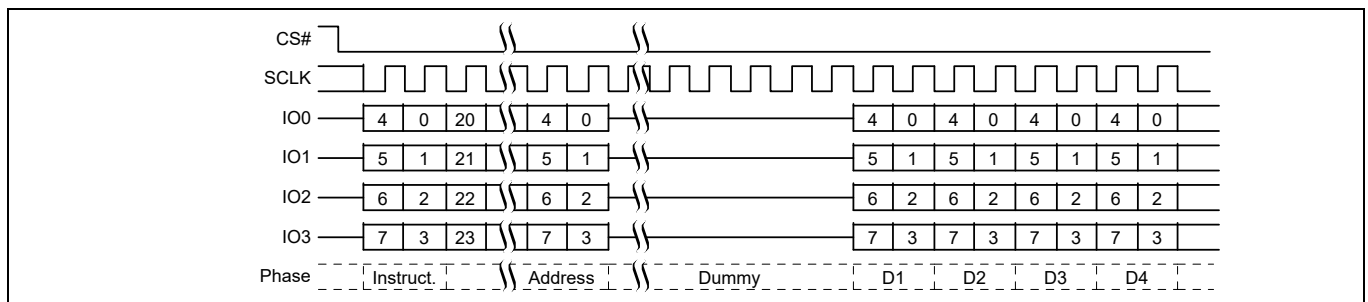 CS#
SCLK
IO0 4 0 20 4 0 4 0 4 0 4 0 4 0
IO1 5 1 21 5 1 5 1 5 1 5 1 5 1
IO2 6 2 22 6 2 6 2 6 2 6 2 6 2
IO3 7 3 23 7 3 7 3 7 3 7 3 7 3
Phase Instruct. Address Dummy D1 D2 D3 D4